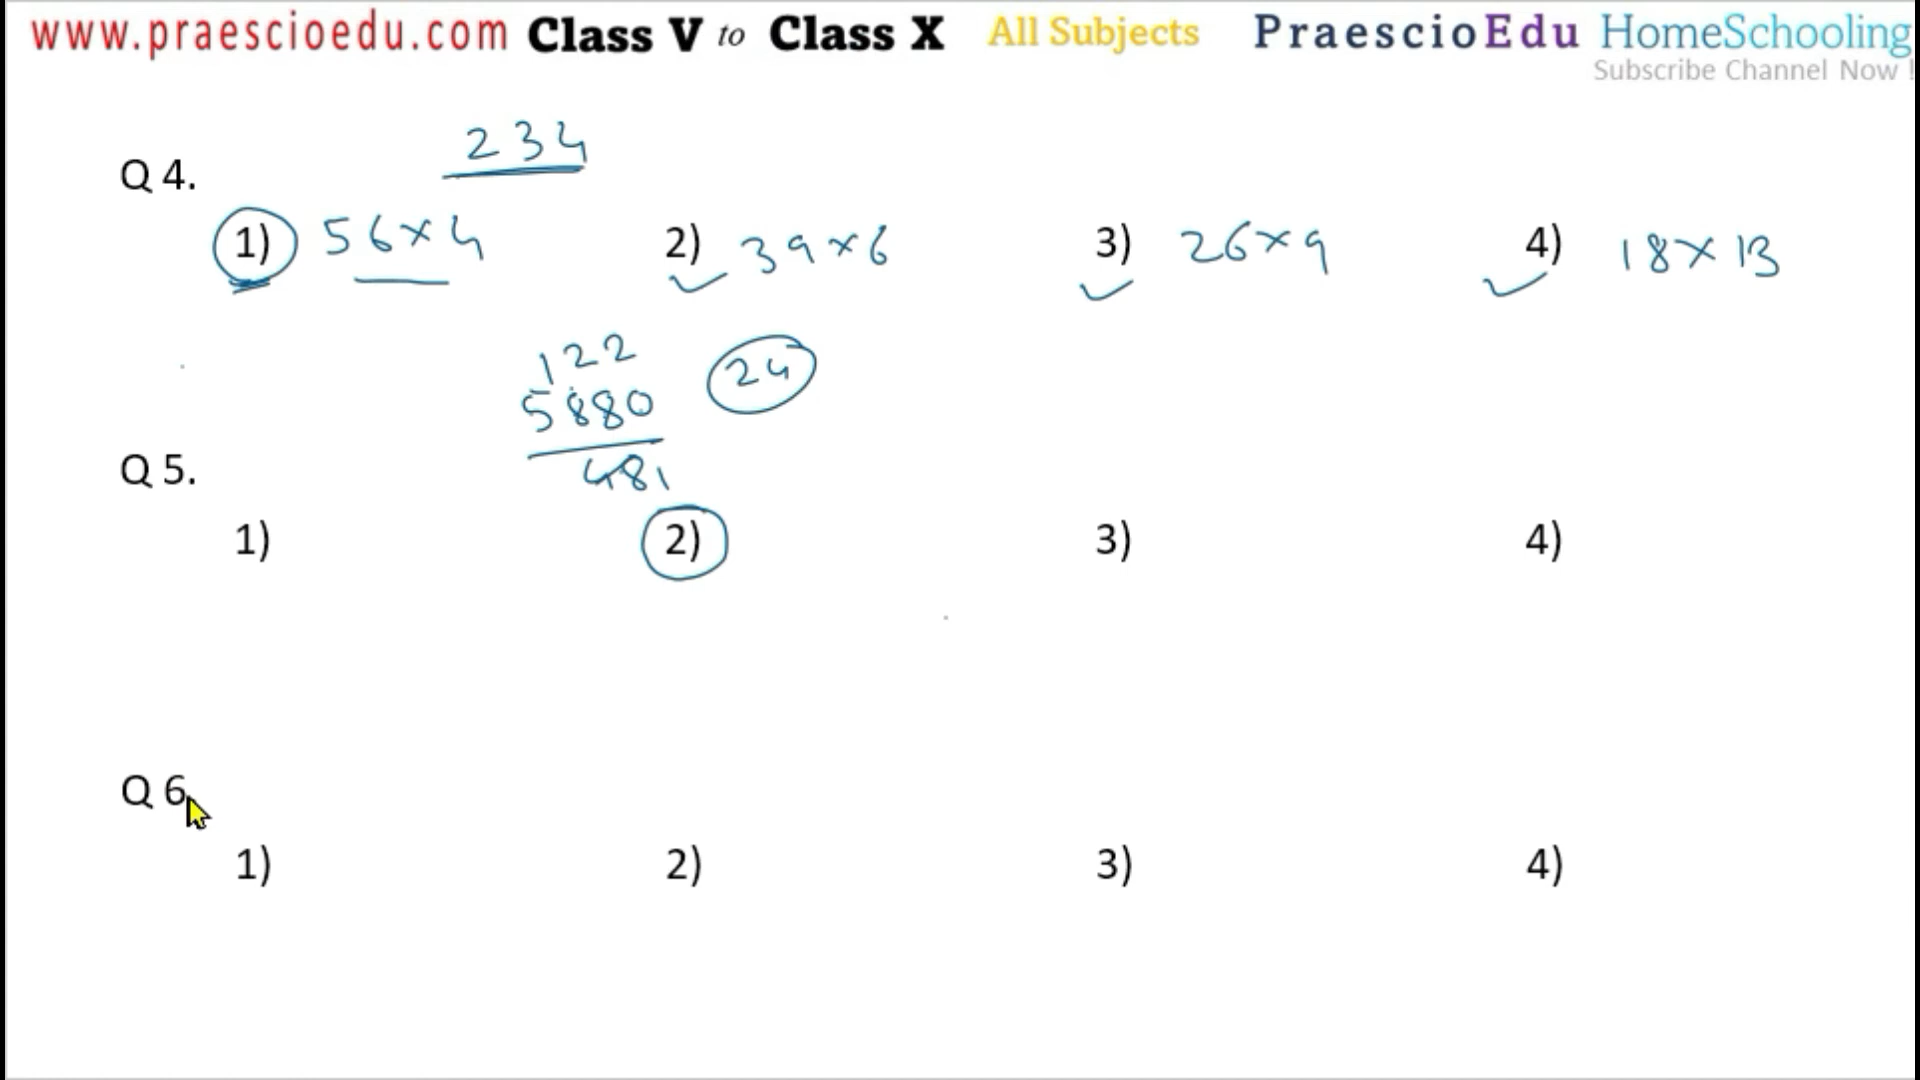 www.praescioedu.com Class V to Class X All Subjects PraescioEdu HomeSchooling
Subscribe Channel Now !
234
Q 4.
1) 56×4 2) 39×6 3) 26×9 4) 18×13
122
5880 24
481
Q 5.
1) 2) 3) 4)
Q 6.
1) 2) 3) 4)